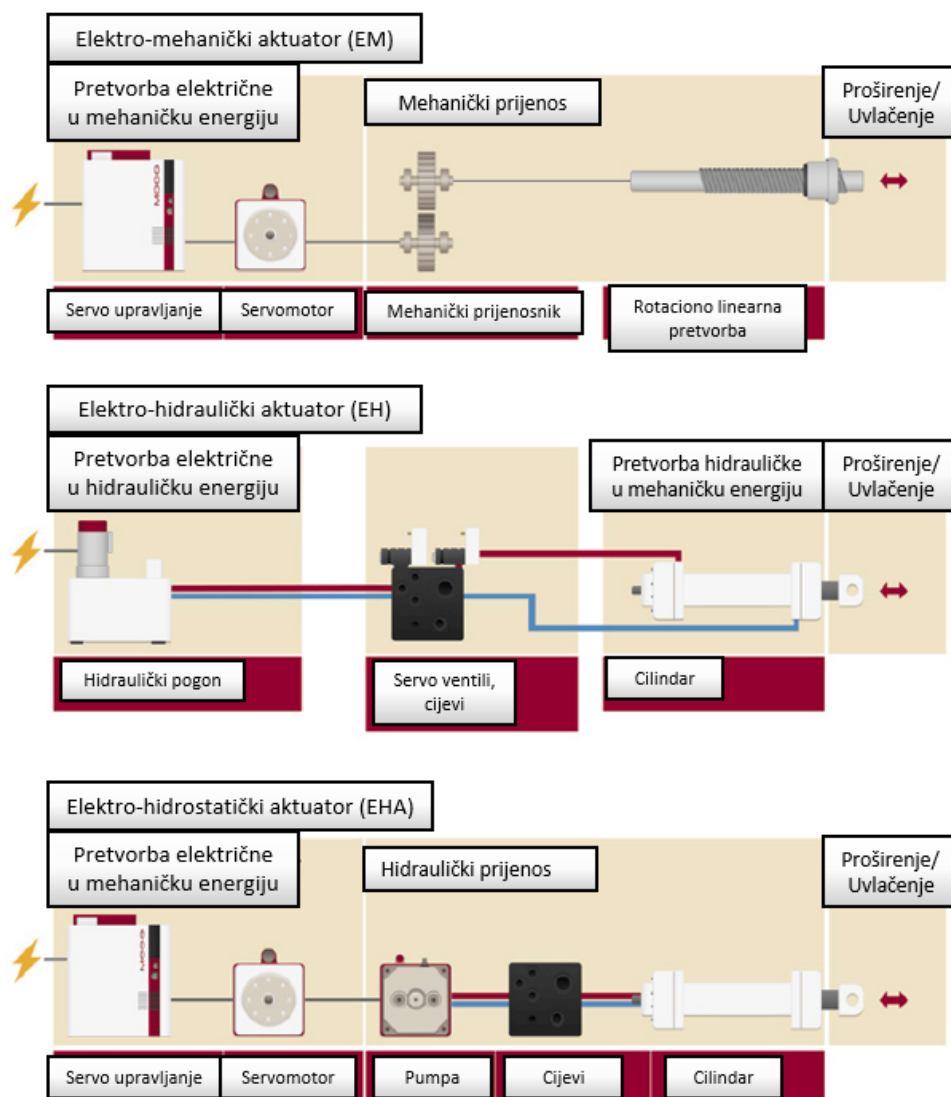 Elektro-mehanički aktuator (EM)
Pretvorba električne
u mehaničku energiju
Mehanički prijenos
Proširenje/
Uvlačenje
MOOG
Servo upravljanje
Servomotor
Mehanički prijenosnik
Rotaciono linearna
pretvorba
Elektro-hidraulički aktuator (EH)
Pretvorba električne
u hidrauličku energiju
Pretvorba hidrauličke
u mehaničku energiju
Proširenje/
Uvlačenje
Hidraulički pogon
Servo ventili,
cijevi
Cilindar
Elektro-hidrostatički aktuator (EHA)
Pretvorba električne
u mehaničku energiju
Hidraulički prijenos
Proširenje/
Uvlačenje
MOOG
Servo upravljanje
Servomotor
Pumpa
Cijevi
Cilindar